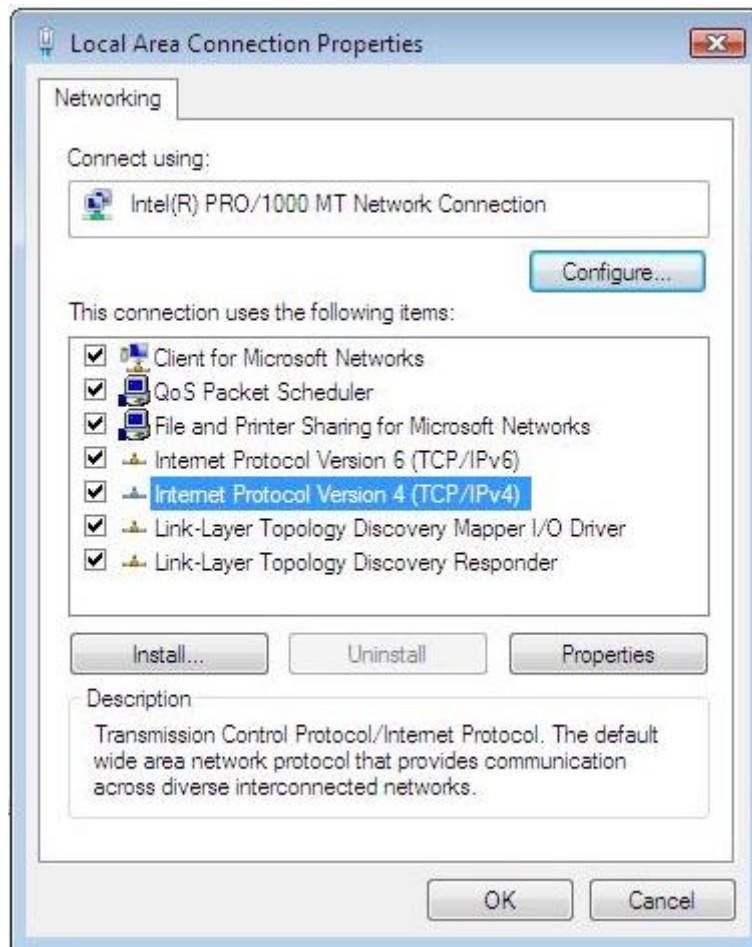 Local Area Connection Properties
Networking
Connect using:
Intel(R) PRO/1000 MT Network Connection
Configure...
This connection uses the following items:
Client for Microsoft Networks
QoS Packet Scheduler
File and Printer Sharing for Microsoft Networks
Internet Protocol Version 6 (TCP/IPv6)
Internet Protocol Version 4 (TCP/IPv4)
Link-Layer Topology Discovery Mapper I/O Driver
Link-Layer Topology Discovery Responder
Install... Uninstall Properties
Description
Transmission Control Protocol/Internet Protocol. The default
wide area network protocol that provides communication
across diverse interconnected networks.
OK Cancel